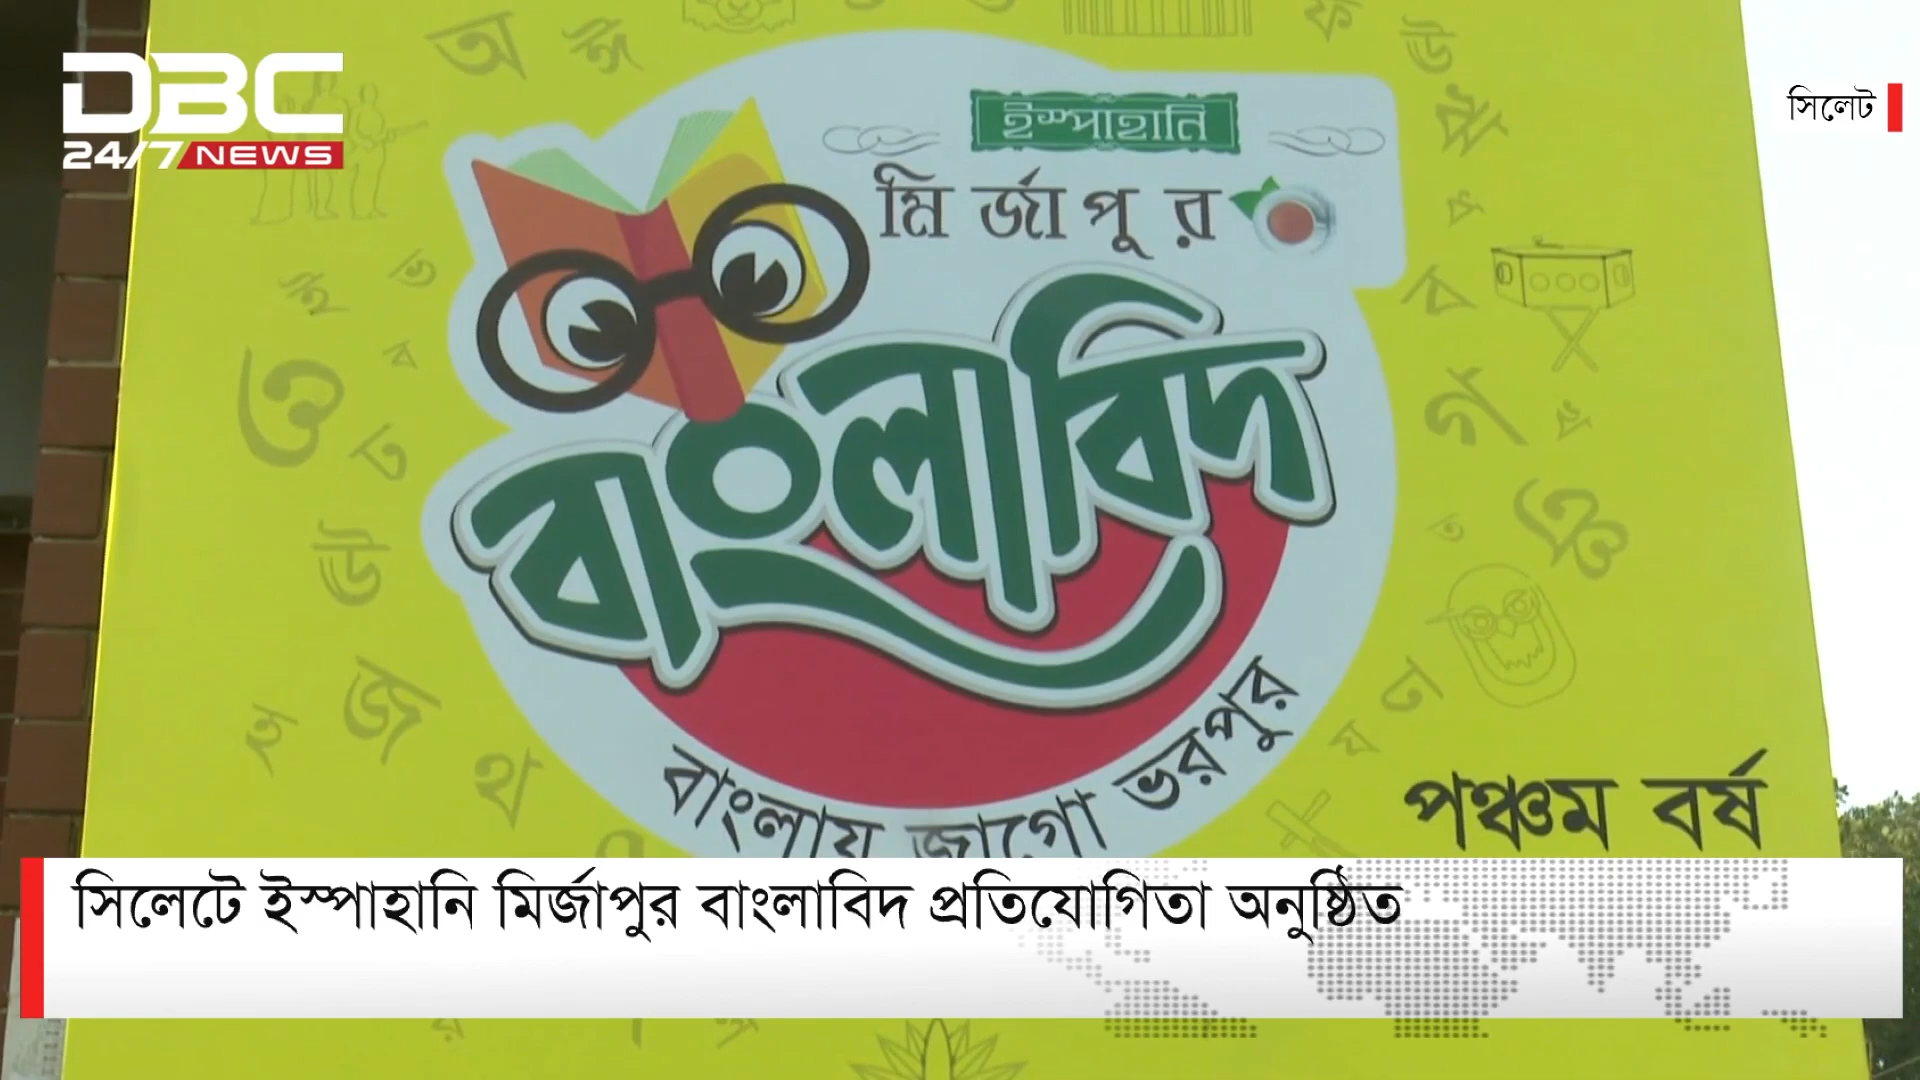 DBC
24/7 NEWS
সিলেট
ইস্পাহানি
মির্জাপুর
বাংলাবিদ
বাংলায় জাগো ভরপুর
পঞ্চম বর্ষ
সিলেটে ইস্পাহানি মির্জাপুর বাংলাবিদ প্রতিযোগিতা অনুষ্ঠিত